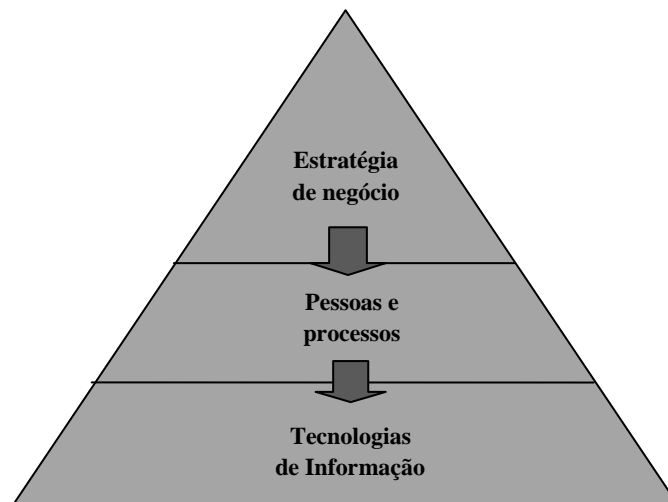 Estratégia
de negócio
Pessoas e
processos
Tecnologias
de Informação